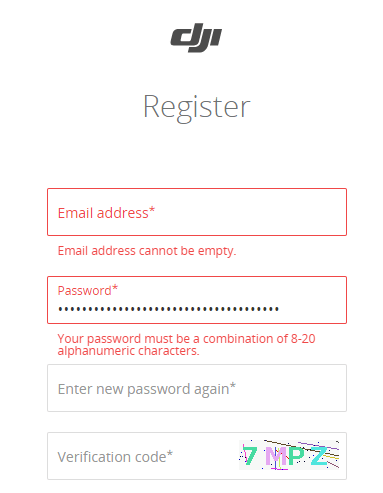 dji
Register
Email address*
Email address cannot be empty.
Password*
••••••••••••••••••••••••••••••••••••••
Your password must be a combination of 8-20
alphanumeric characters.
Enter new password again*
Verification code*
7MPZ